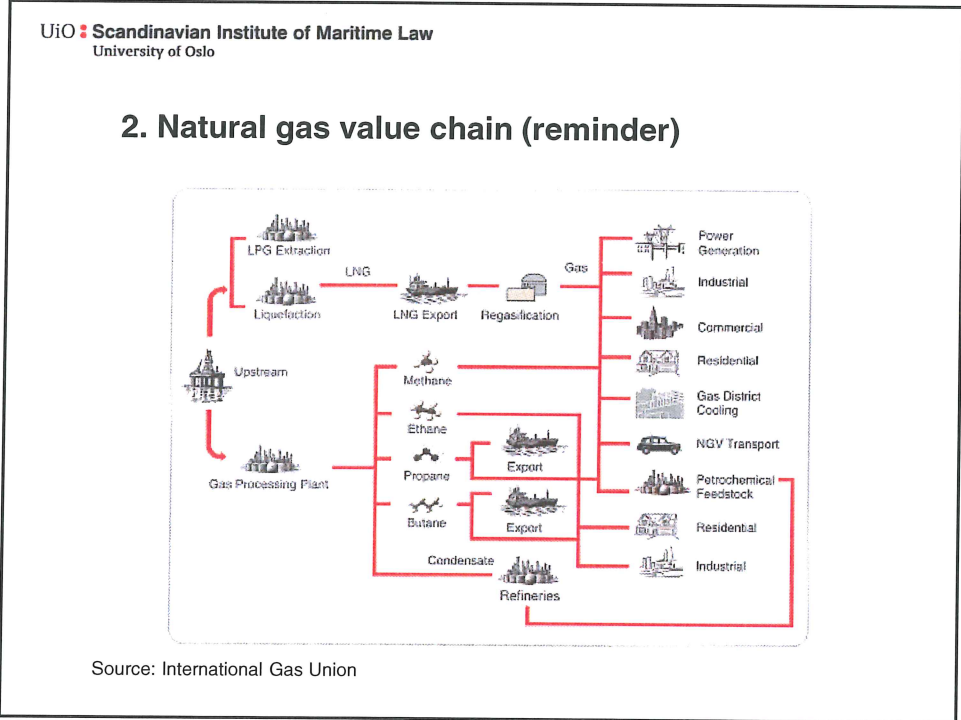 UiO : Scandinavian Institute of Maritime Law
University of Oslo
2. Natural gas value chain (reminder)
LPG Extraction
LNG
Liquefaction
LNG Export
Regasification
Gas
Upstream
Gas Processing Plant
Methane
Ethane
Propane
Butane
Export
Export
Condensate
Refineries
Power
Generation
Industrial
Commercial
Residential
Gas District
Cooling
NGV Transport
Petrochemical
Feedstock
Residential
Industrial
Source: International Gas Union